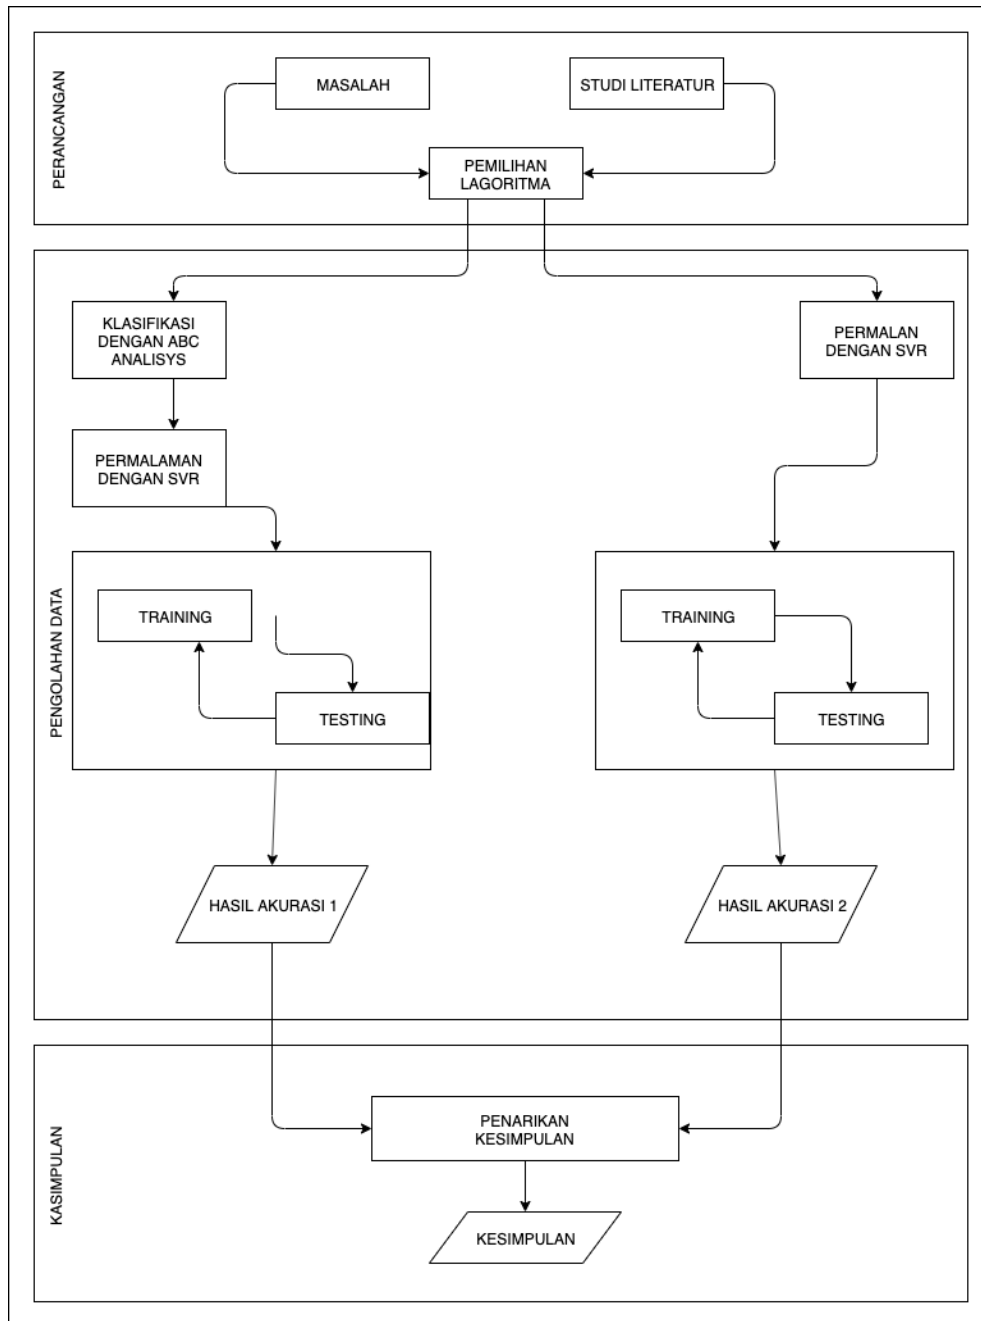 PERANCANGAN
MASALAH
STUDI LITERATUR
PEMILIHAN
LAGORITMA
PENGOLAHAN DATA
KLASIFIKASI
DENGAN ABC
ANALISYS
PERMALAN
DENGAN SVR
PERMALAMAN
DENGAN SVR
TRAINING
TESTING
TRAINING
TESTING
HASIL AKURASI 1
HASIL AKURASI 2
KASIMPULAN
PENARIKAN
KESIMPULAN
KESIMPULAN